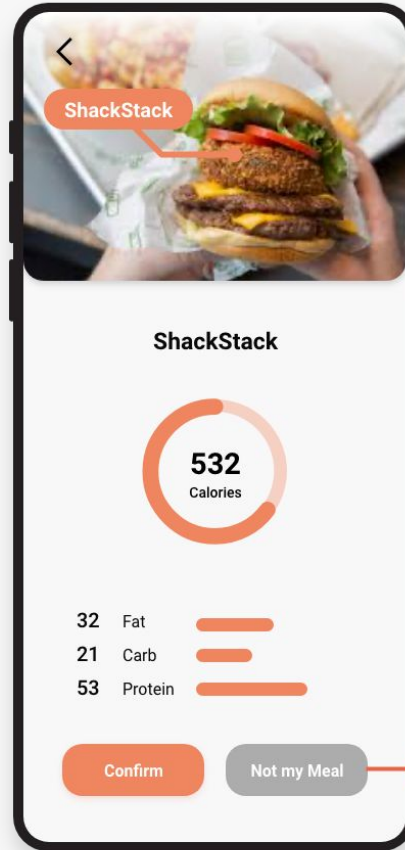 ShackStack
ShackStack
532
Calories
32 Fat
21 Carb
53 Protein
Confirm Not my Meal